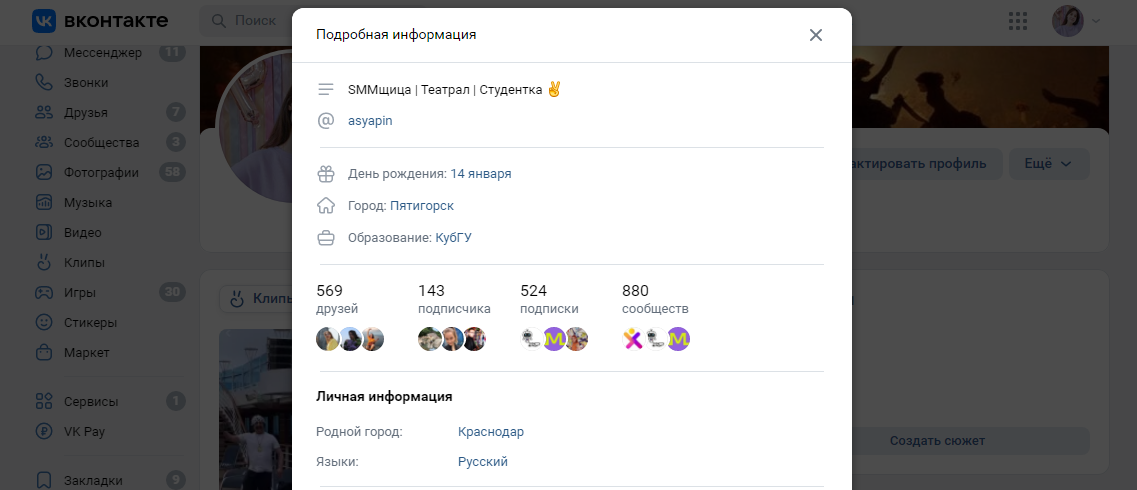 вконтакте
Поиск
Подробная информация
Мессенджер 11
Звонки
Друзья 7
Сообщества 3
Фотографии 58
Музыка
Видео
Клипы
Игры 30
Стикеры
Маркет
Сервисы 1
VK Pay
Закладки 9
SMMщица | Театрал | Студентка ✌
@ asyapin
День рождения: 14 января
Город: Пятигорск
Образование: КубГУ
569 143 524 880
друзей подписчика подписки сообществ
Личная информация
Родной город: Краснодар
Языки: Русский
актировать профиль Ещё
Клипы
Создать сюжет